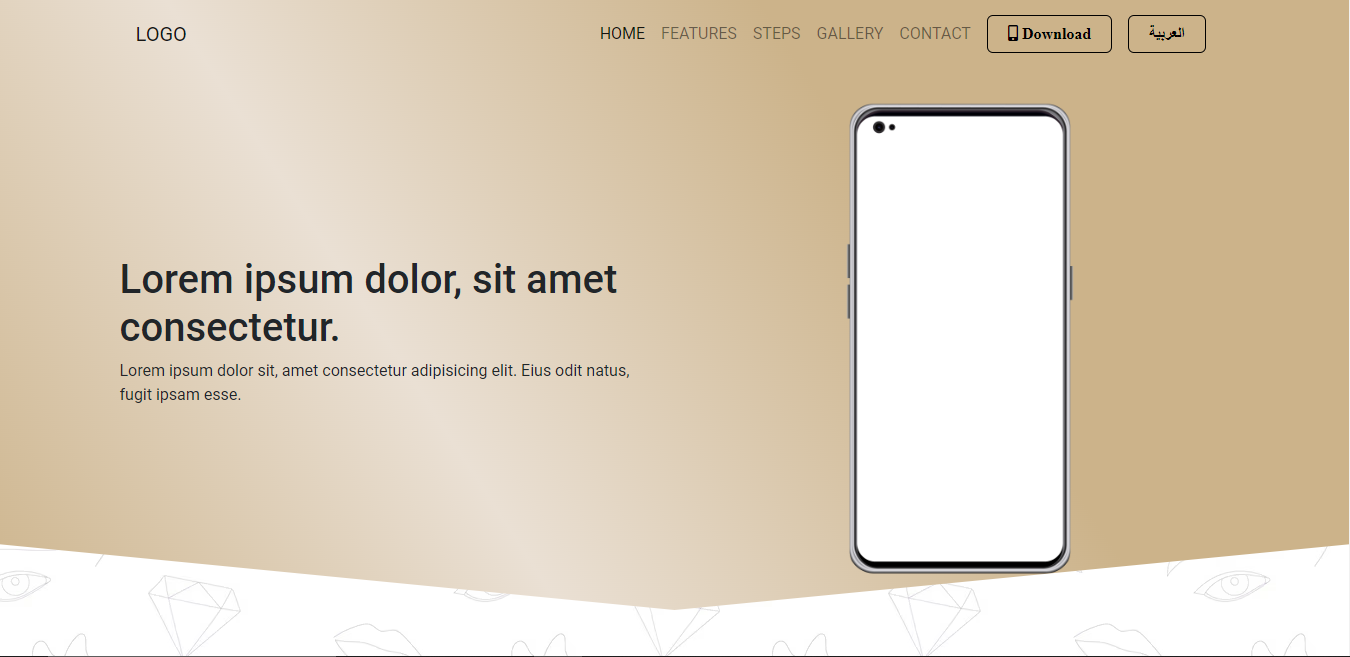 LOGO
HOME FEATURES STEPS GALLERY CONTACT Download العربية
Lorem ipsum dolor, sit amet
consectetur.
Lorem ipsum dolor sit, amet consectetur adipisicing elit. Eius odit natus,
fugit ipsam esse.